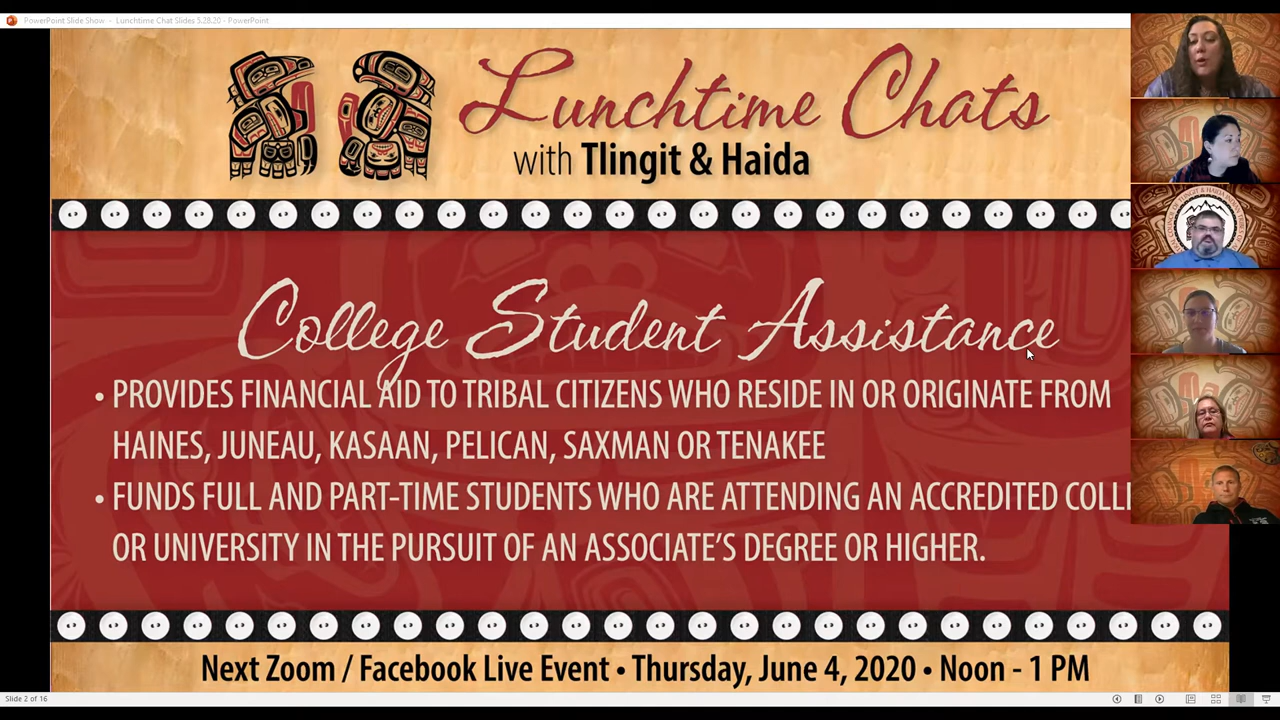 PowerPoint Slide Show - Lunchtime Chat Slides 5.28.20 - PowerPoint
Lunchtime Chats
with Tlingit & Haida
College Student Assistance
• PROVIDES FINANCIAL AID TO TRIBAL CITIZENS WHO RESIDE IN OR ORIGINATE FROM
HAINES, JUNEAU, KASAAN, PELICAN, SAXMAN OR TENAKEE
• FUNDS FULL AND PART-TIME STUDENTS WHO ARE ATTENDING AN ACCREDITED COLL
OR UNIVERSITY IN THE PURSUIT OF AN ASSOCIATE'S DEGREE OR HIGHER.
Next Zoom / Facebook Live Event • Thursday, June 4, 2020 • Noon - 1 PM
Slide 2 of 16